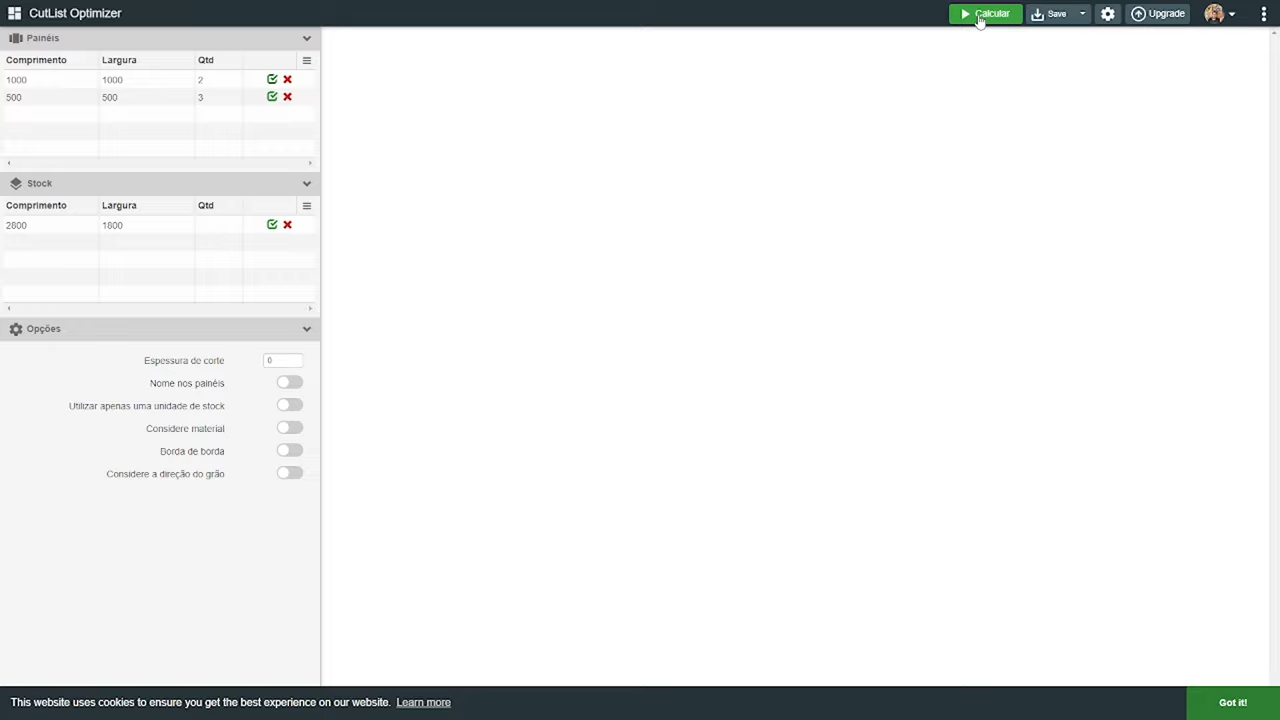 CutList Optimizer
Calcular
Save
Upgrade
Painéis
Comprimento Largura Qtd
1000 1000 2
500 500 3
Stock
Comprimento Largura Qtd
2800 1800
Opções
Espessura de corte 0
Nome nos painéis
Utilizar apenas uma unidade de stock
Considere material
Borda de borda
Considere a direção do grão
This website uses cookies to ensure you get the best experience on our website. Learn more
Got it!